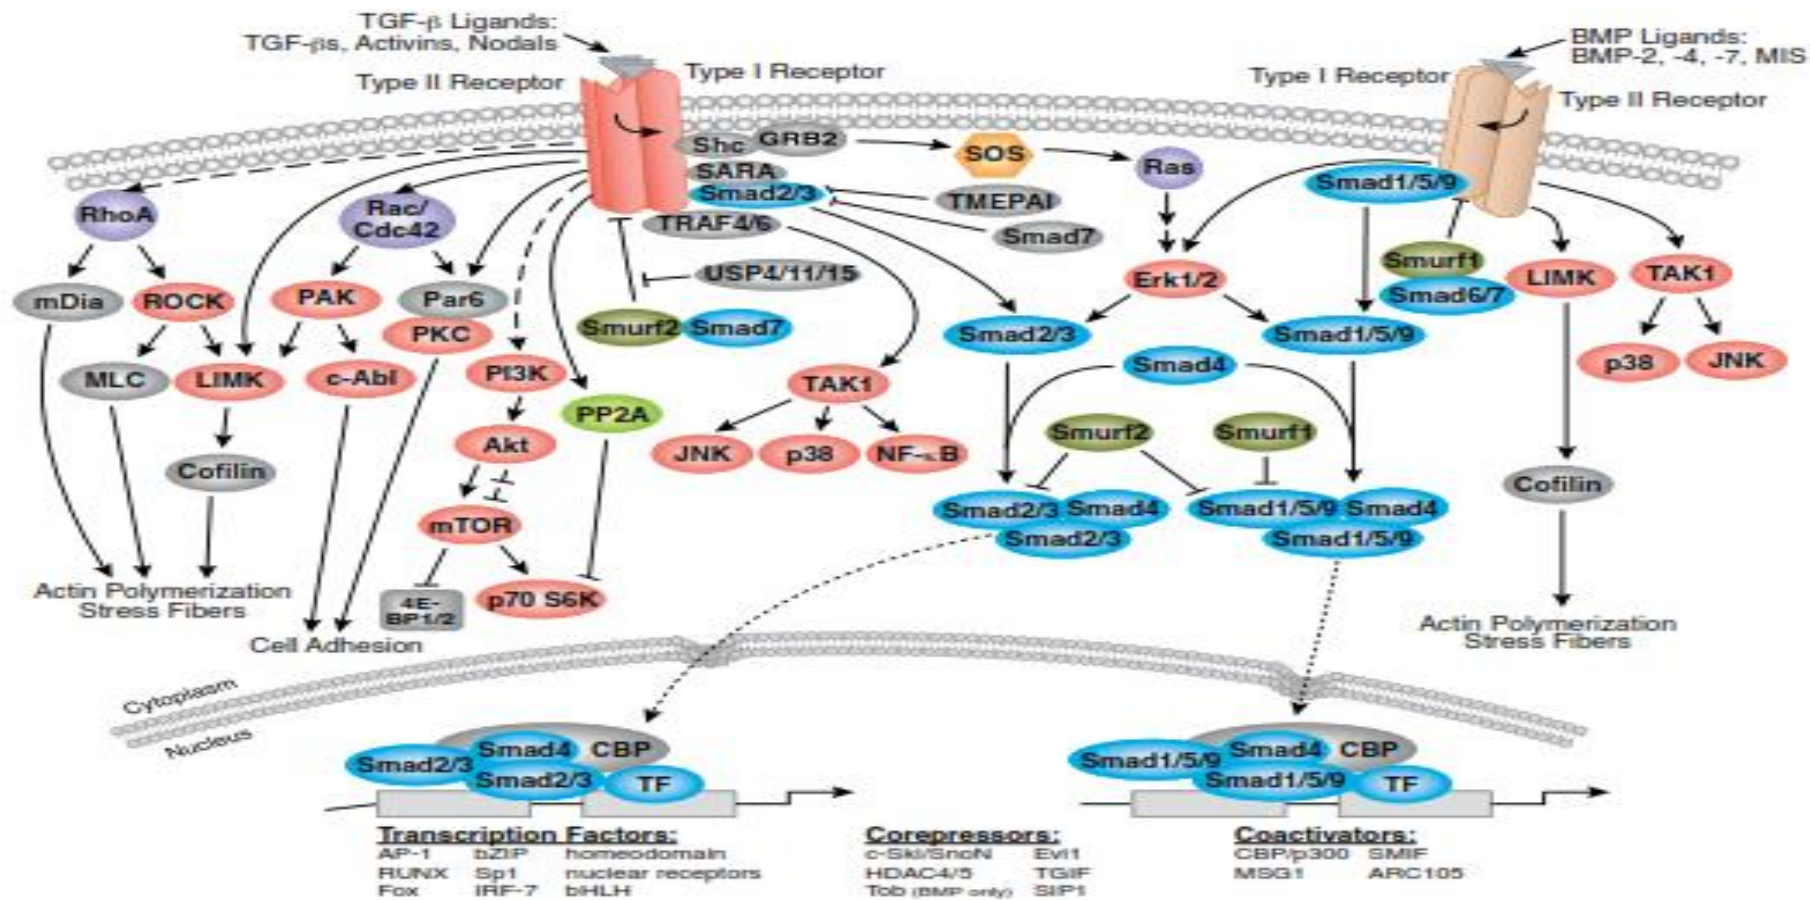 TGF-β Ligands:
TGF-βs, Activins, Nodals
Type II Receptor
Type I Receptor
BMP Ligands:
BMP-2, -4, -7, MIS
Type I Receptor
Type II Receptor
Shc
GRB2
SOS
Ras
SARA
Smad2/3
TRAF4/6
TMEPAI
Smad7
Smad1/5/9
RhoA
Rac/
Cdc42
USP4/11/15
Smurf2
Smad7
Erk1/2
Smurf1
Smad6/7
LIMK
TAK1
mDia
ROCK
PAK
Par6
PKC
Smad2/3
Smad1/5/9
Smad4
p38
JNK
MLC
LIMK
c-Abl
PI3K
PP2A
TAK1
Akt
JNK
p38
NF-κB
Smurf2
Smurf1
Cofilin
Cofilin
mTOR
Smad2/3
Smad4
Smad2/3
Smad1/5/9
Smad4
Smad1/5/9
4E-
BP1/2
p70 S6K
Actin Polymerization
Stress Fibers
Cell Adhesion
Actin Polymerization
Stress Fibers
Cytoplasm
Nucleus
Smad2/3
Smad4
CBP
Smad2/3
TF
Smad1/5/9
Smad4
CBP
Smad1/5/9
TF
Transcription Factors:
AP-1 bZIP homeodomain
RUNX Sp1 nuclear receptors
Fox IRF-7 bHLH
Corepressors:
c-Ski/SnoN Evi1
HDAC4/5 TGIF
Tob (BMP only) SIP1
Coactivators:
CBP/p300 SMIF
MSG1 ARC105